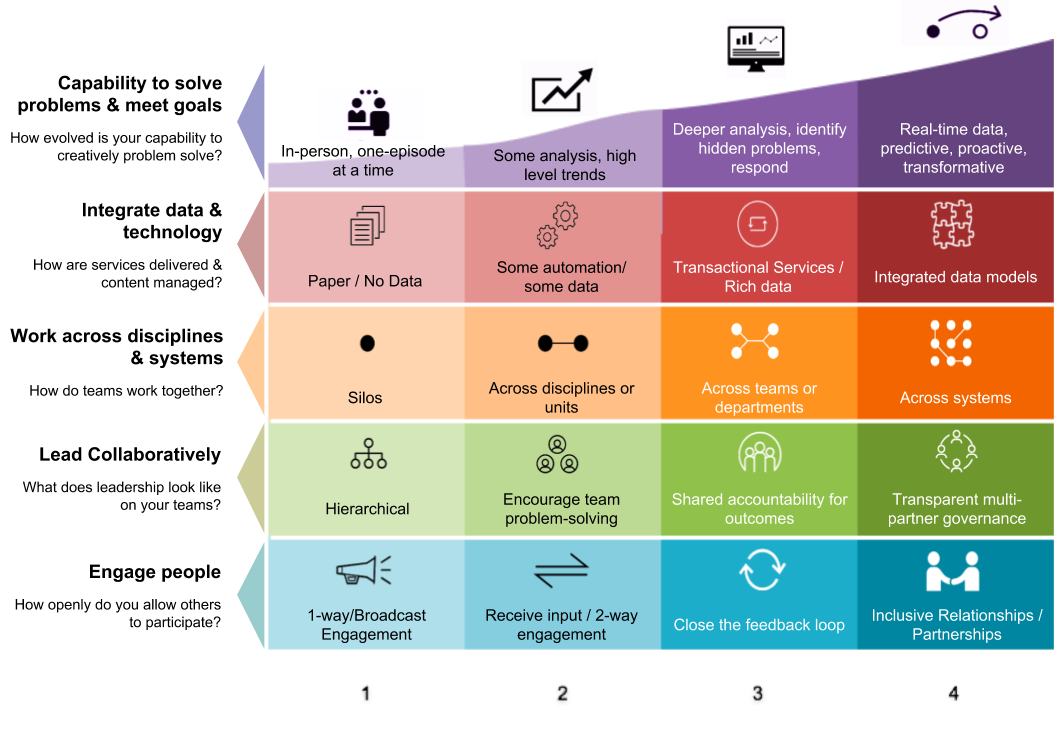 Capability to solve
problems & meet goals
How evolved is your capability to
creatively problem solve?
In-person, one-episode
at a time
Some analysis, high
level trends
Deeper analysis, identify
hidden problems,
respond
Real-time data,
predictive, proactive,
transformative
Integrate data &
technology
How are services delivered &
content managed?
Paper / No Data
Some automation/
some data
Transactional Services /
Rich data
Integrated data models
Work across disciplines
& systems
How do teams work together?
Silos
Across disciplines or
units
Across teams or
departments
Across systems
Lead Collaboratively
What does leadership look like
on your teams?
Hierarchical
Encourage team
problem-solving
Shared accountability for
outcomes
Transparent multi-
partner governance
Engage people
How openly do you allow others
to participate?
1-way/Broadcast
Engagement
Receive input / 2-way
engagement
Close the feedback loop
Inclusive Relationships /
Partnerships
1
2
3
4